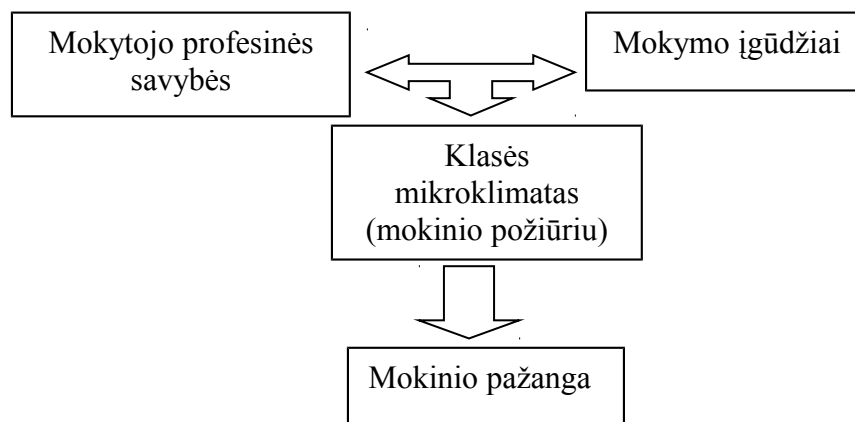 Mokytojo profesinės
savybės
Mokymo įgūdžiai
Klasės
mikroklimatas
(mokinio požiūriu)
Mokinio pažanga